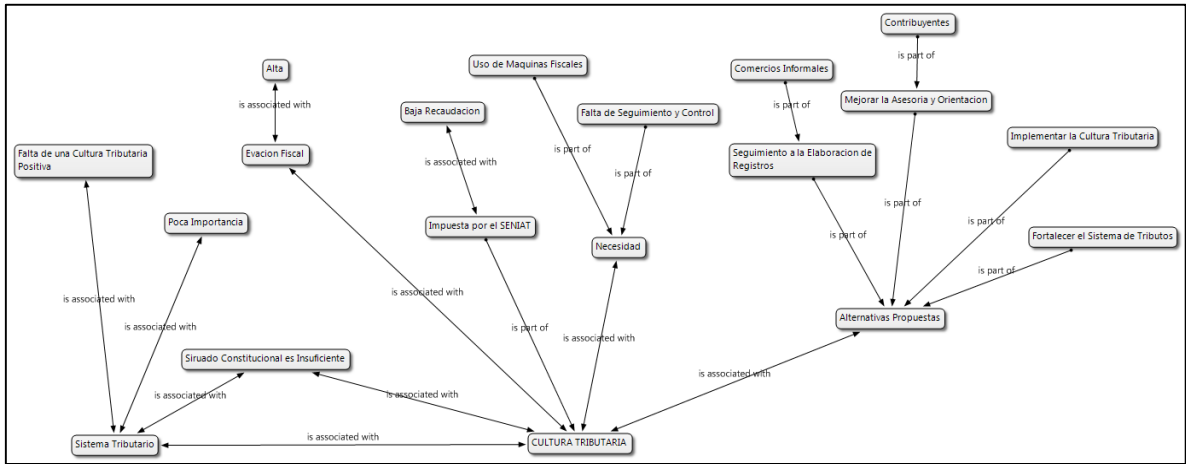 Contribuyentes
is part of
Uso de Maquinas Fiscales
Alta
Comercios Informales
is associated with
Baja Recaudacion
Falta de Seguimiento y Control
is part of
Mejorar la Asesoria y Orientacion
Implementar la Cultura Tributaria
Falta de una Cultura Tributaria
Positiva
Evacion Fiscal
is associated with
is part of
is part of
Seguimiento a la Elaboracion de
Registros
Poca Importancia
Impuesta por el SENIAT
Necesidad
is part of
is part of
is part of
Fortalecer el Sistema de Tributos
is part of
is associated with
is associated with
is associated with
is part of
is associated with
Alternativas Propuestas
Siruado Constitucional es Insuficiente
is associated with
is associated with
is associated with
Sistema Tributario
is associated with
CULTURA TRIBUTARIA